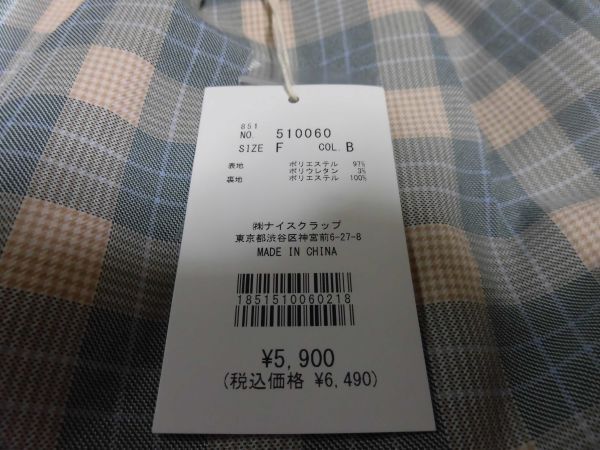 851
NO. 510060
SIZE F COL. B
表地 ポリエステル 97%
ポリウレタン 3%
裏地 ポリエステル 100%
㈱ナイスクラップ
東京都渋谷区神宮前6-27-8
MADE IN CHINA
1851510060218
¥5,900
(税込価格 ¥6,490)